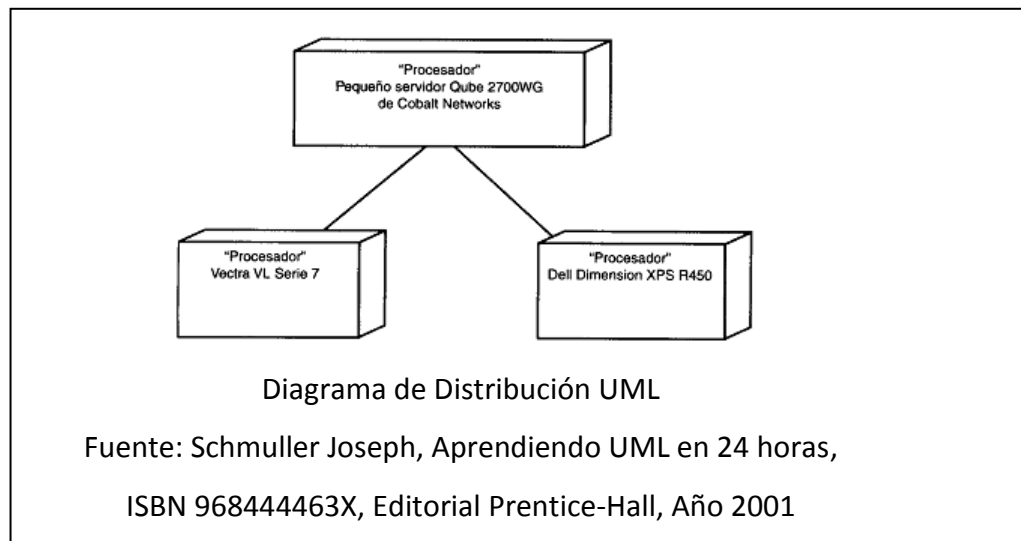 "Procesador"
Pequeño servidor Qube 2700WG
de Cobalt Networks
"Procesador"
Vectra VL Serie 7
"Procesador"
Dell Dimension XPS R450
Diagrama de Distribución UML
Fuente: Schmuller Joseph, Aprendiendo UML en 24 horas,
ISBN 968444463X, Editorial Prentice-Hall, Año 2001